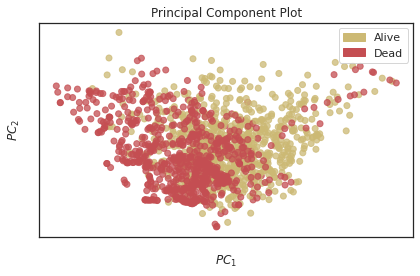 Principal Component Plot
Alive
Dead
PC2
PC1